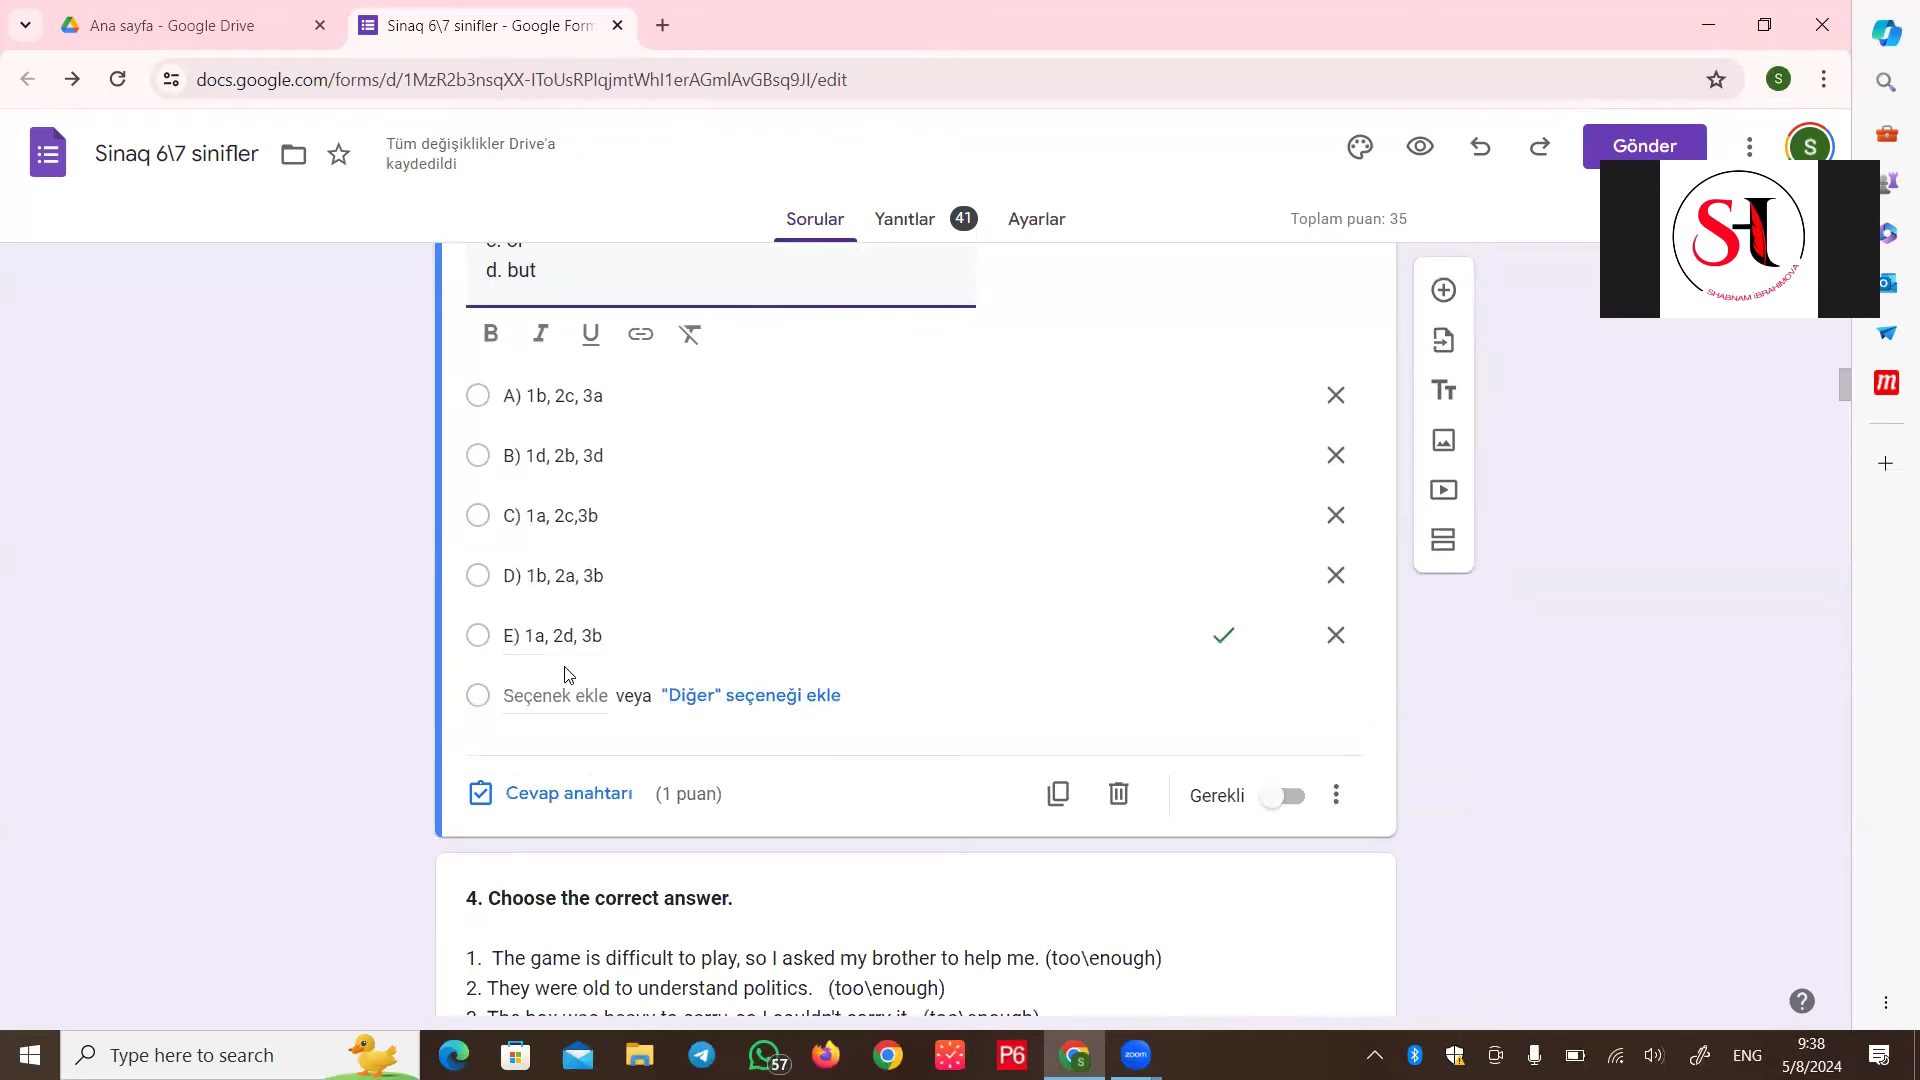 Ana sayfa - Google Drive
Sinaq 6\7 sinifler - Google Form
docs.google.com/forms/d/1MzR2b3nsqXX-IToUsRPIqjmtWhI1erAGmlAvGBsq9JI/edit
S
Sinaq 6\7 sinifler
Tüm değişiklikler Drive'a
kaydedildi
Gönder
S
Sorular
Yanıtlar 41
Ayarlar
Toplam puan: 35
SHABNAM IBRAHIMOVA
d. but
B I U
A) 1b, 2c, 3a
B) 1d, 2b, 3d
C) 1a, 2c,3b
D) 1b, 2a, 3b
E) 1a, 2d, 3b
Seçenek ekle veya "Diğer" seçeneği ekle
Cevap anahtarı (1 puan)
Gerekli
4. Choose the correct answer.
1. The game is difficult to play, so I asked my brother to help me. (too\enough)
2. They were old to understand politics. (too\enough)
Type here to search
57
P6
zoom
ENG
9:38
5/8/2024